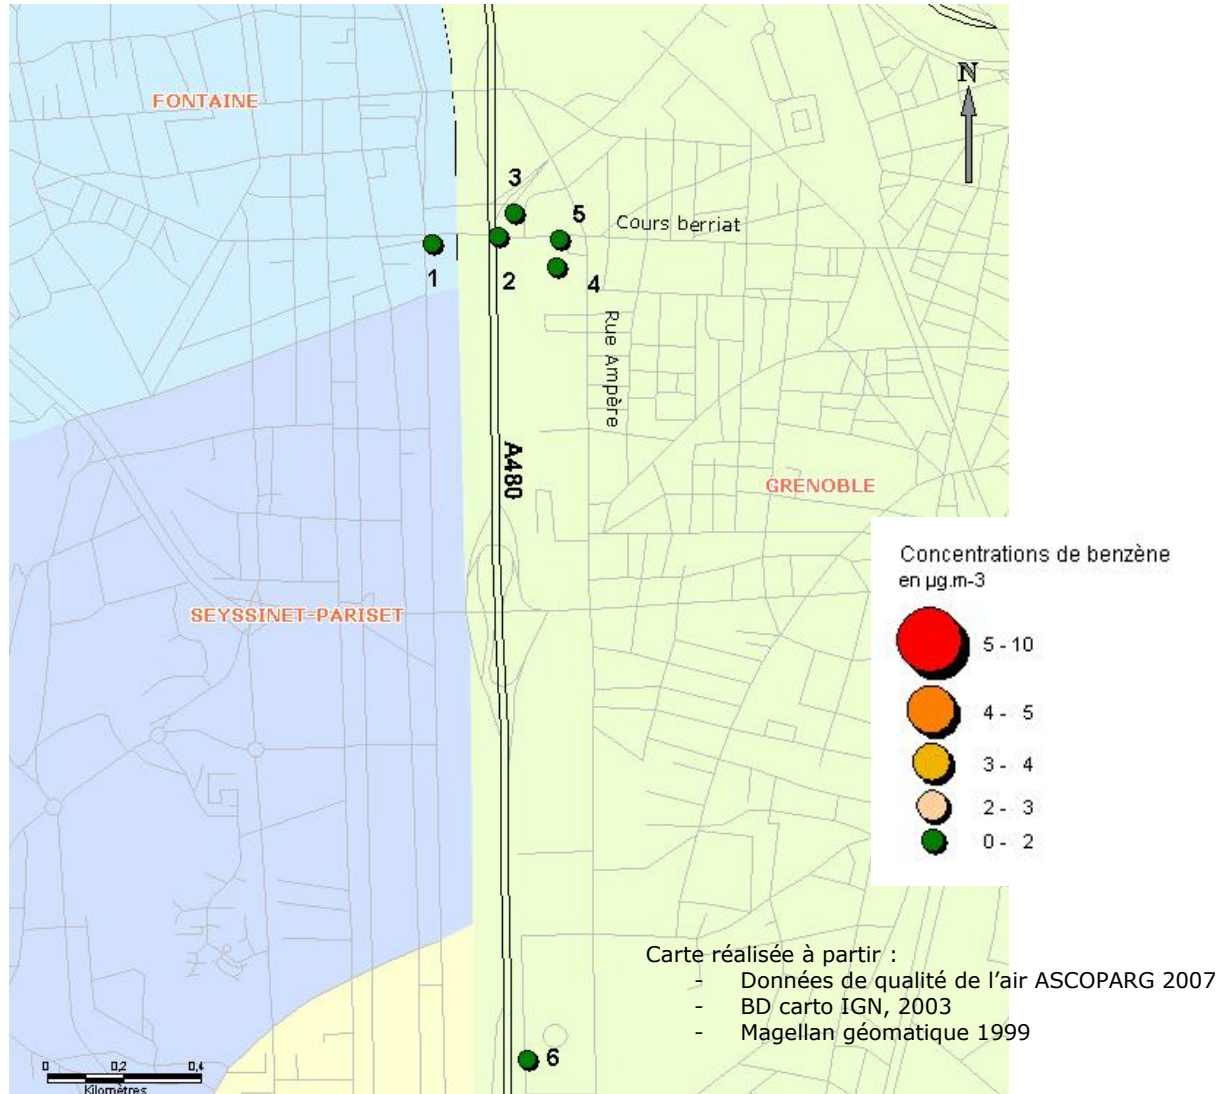 FONTAINE
N
3
5
Cours berriat
1
2
4
Rue Ampère
A480
GRENOBLE
Concentrations de benzène
en µg.m-3
5 - 10
4 - 5
3 - 4
2 - 3
0 - 2
SEYSSINET-PARISET
Carte réalisée à partir :
- Données de qualité de l'air ASCOPARG 2007
- BD carto IGN, 2003
- Magellan géomatique 1999
6
0 0,2 0,4
Kilomètres